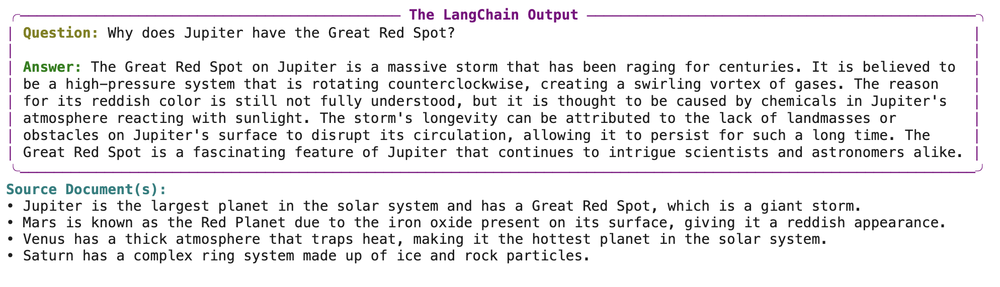 The LangChain Output
Question: Why does Jupiter have the Great Red Spot?
Answer: The Great Red Spot on Jupiter is a massive storm that has been raging for centuries. It is believed to
be a high-pressure system that is rotating counterclockwise, creating a swirling vortex of gases. The reason
for its reddish color is still not fully understood, but it is thought to be caused by chemicals in Jupiter's
atmosphere reacting with sunlight. The storm's longevity can be attributed to the lack of landmasses or
obstacles on Jupiter's surface to disrupt its circulation, allowing it to persist for such a long time. The
Great Red Spot is a fascinating feature of Jupiter that continues to intrigue scientists and astronomers alike.
Source Document(s):
• Jupiter is the largest planet in the solar system and has a Great Red Spot, which is a giant storm.
• Mars is known as the Red Planet due to the iron oxide present on its surface, giving it a reddish appearance.
• Venus has a thick atmosphere that traps heat, making it the hottest planet in the solar system.
• Saturn has a complex ring system made up of ice and rock particles.